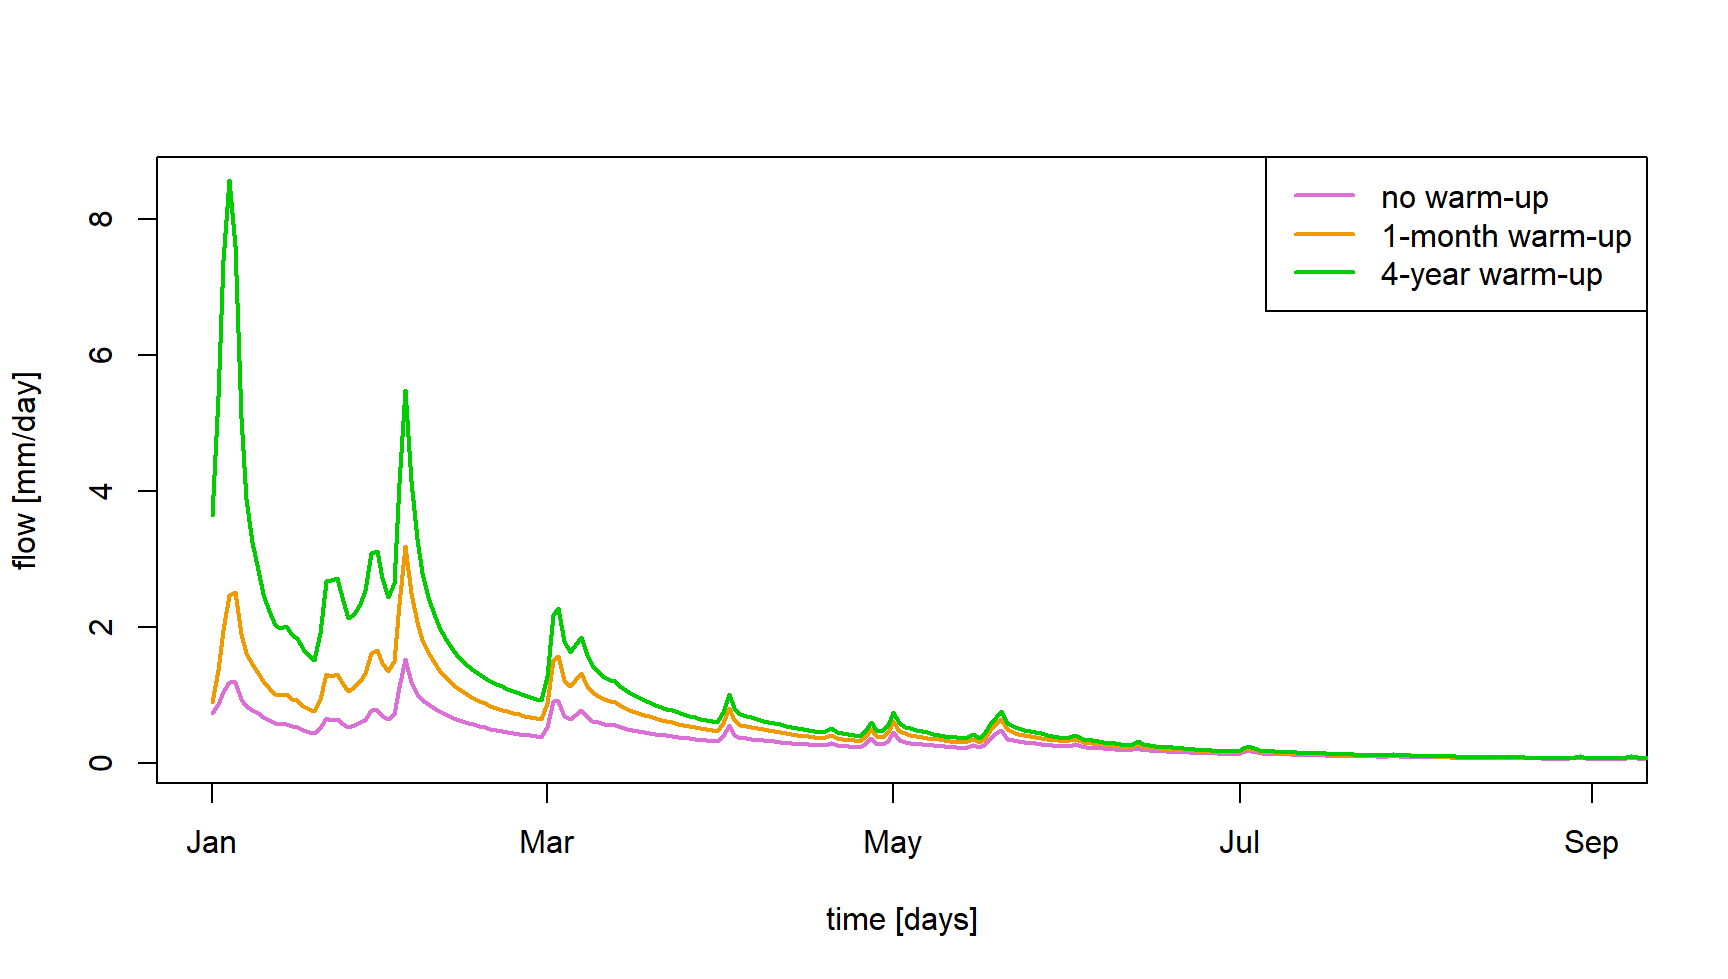 no warm-up
1-month warm-up
4-year warm-up
8
6
4
2
0
flow [mm/day]
Jan Mar May Jul Sep
time [days]